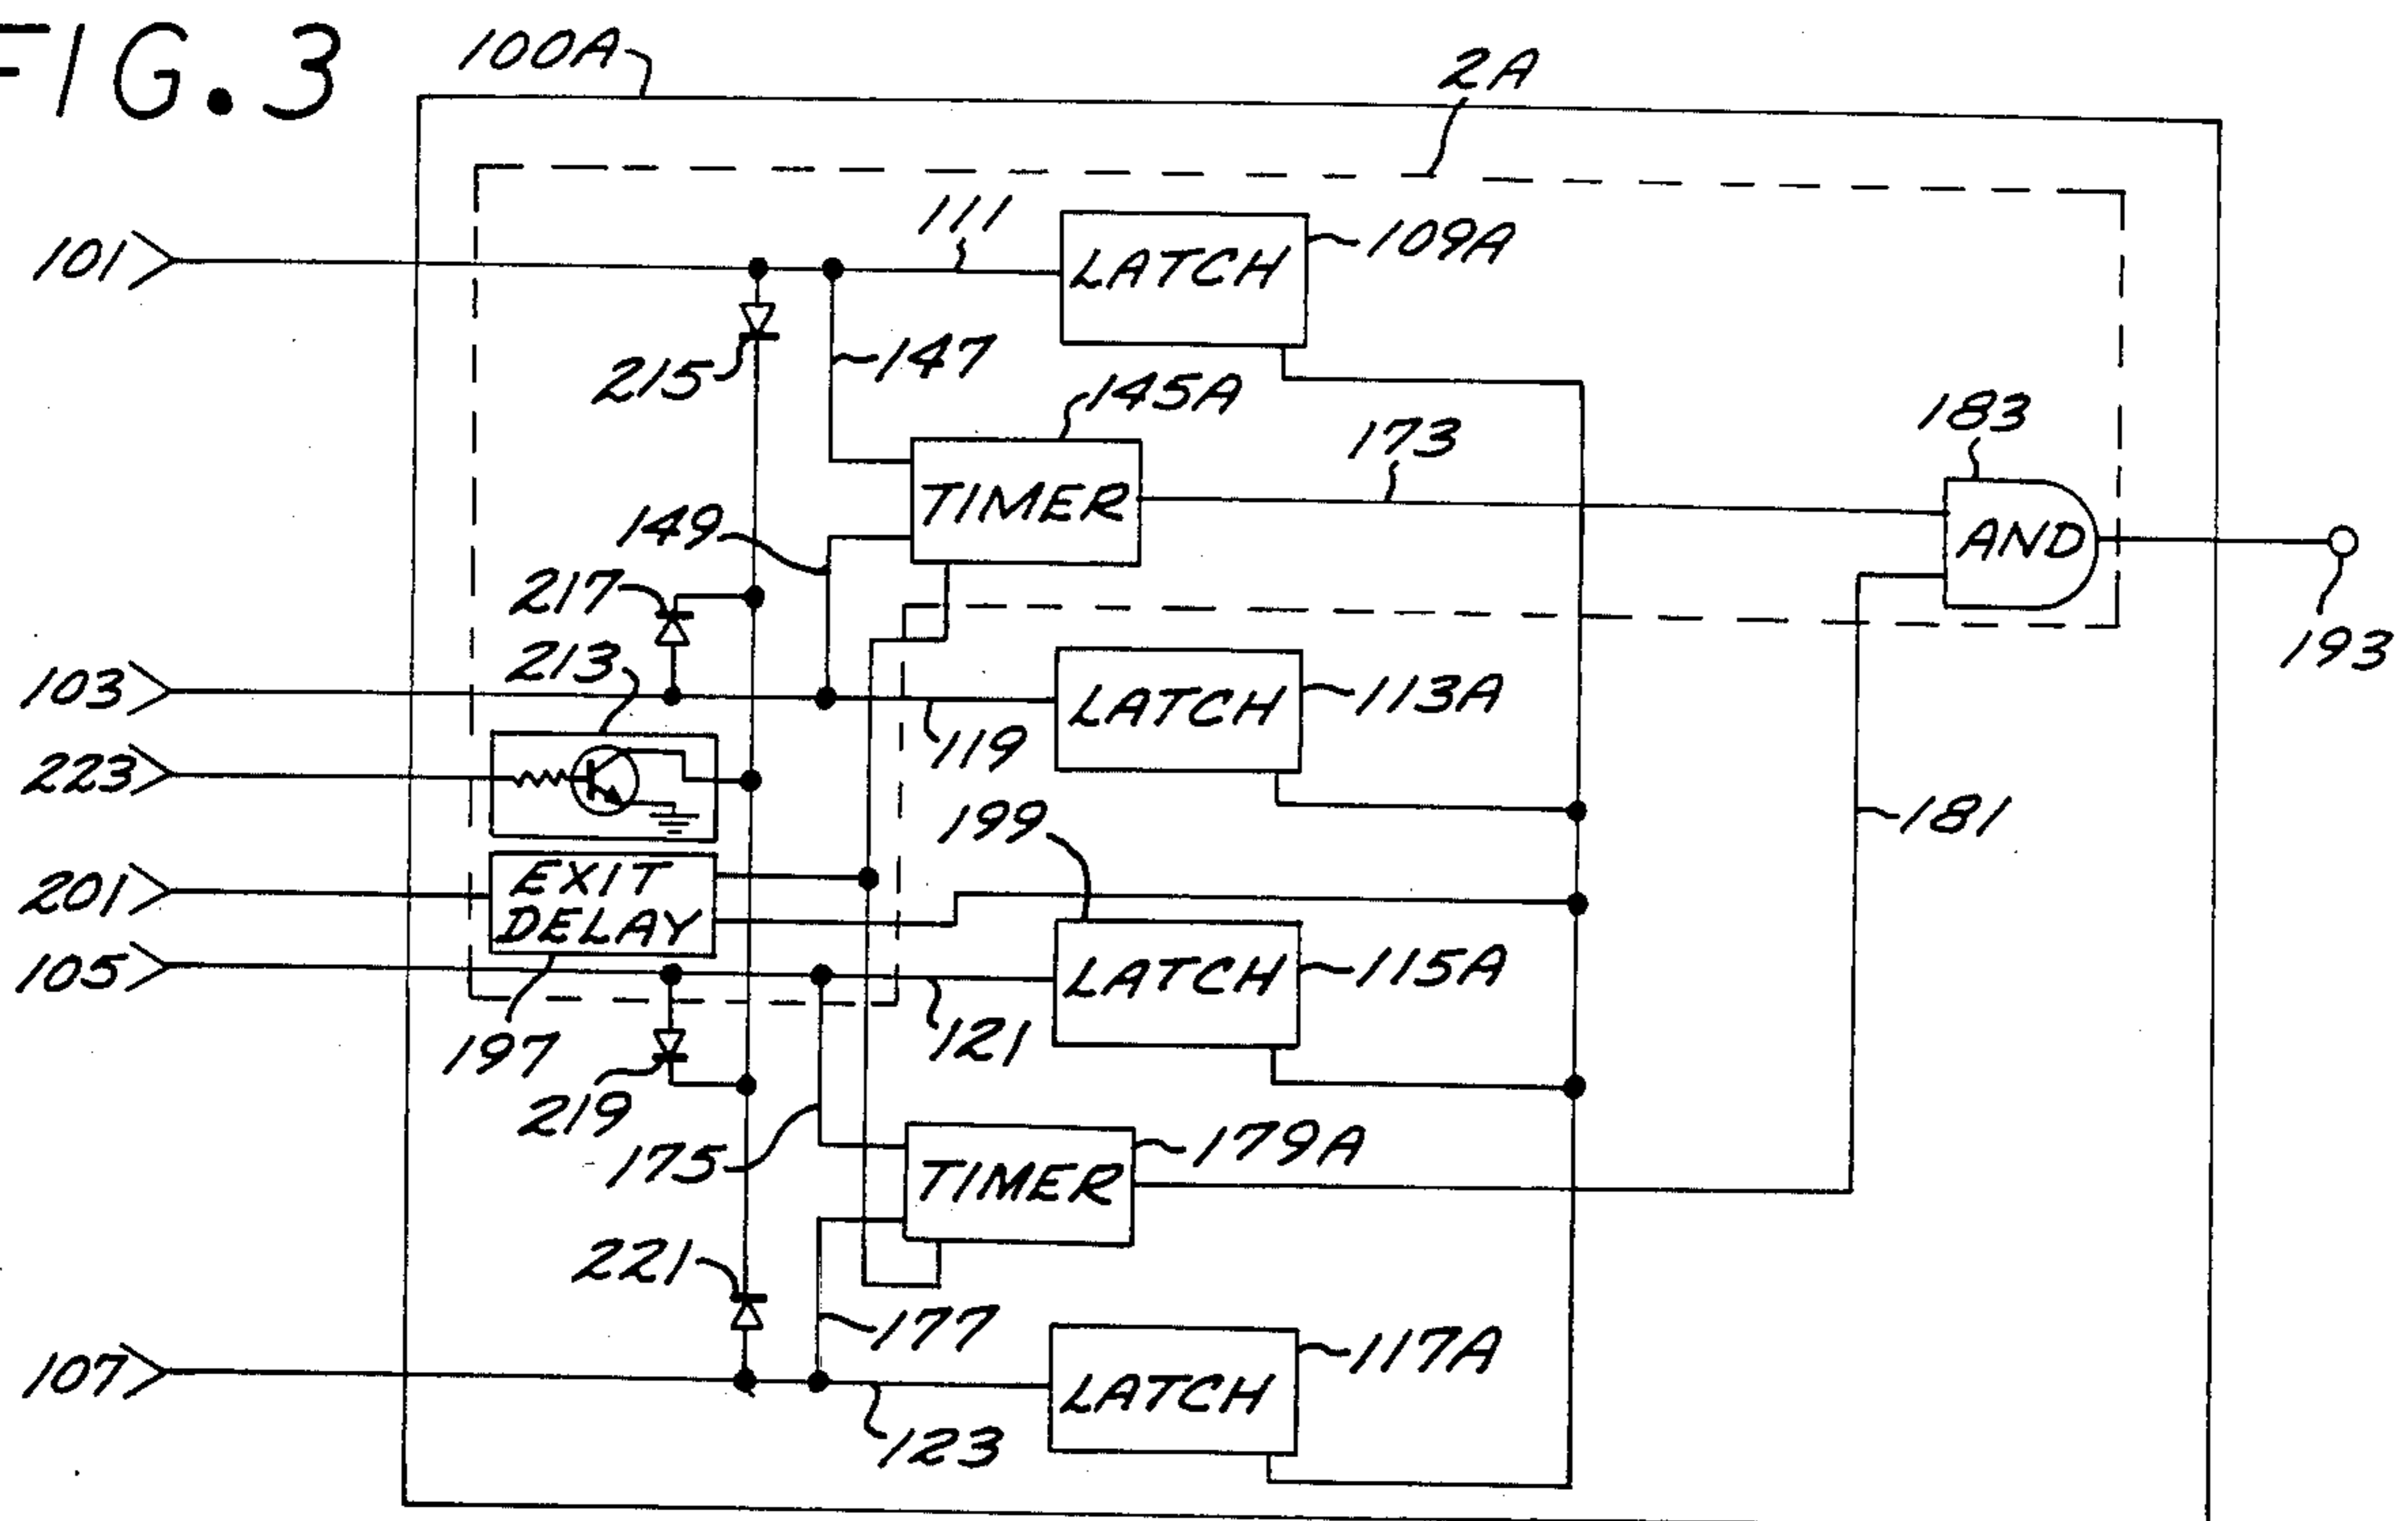 FIG. 3
100A
2A
101
111
LATCH
109A
215
147
145A
183
173
TIMER
149
AND
217
213
193
103
LATCH
113A
119
223
199
181
EXIT
DELAY
201
105
LATCH
115A
197
121
219
175
179A
TIMER
221
177
107
LATCH
117A
123